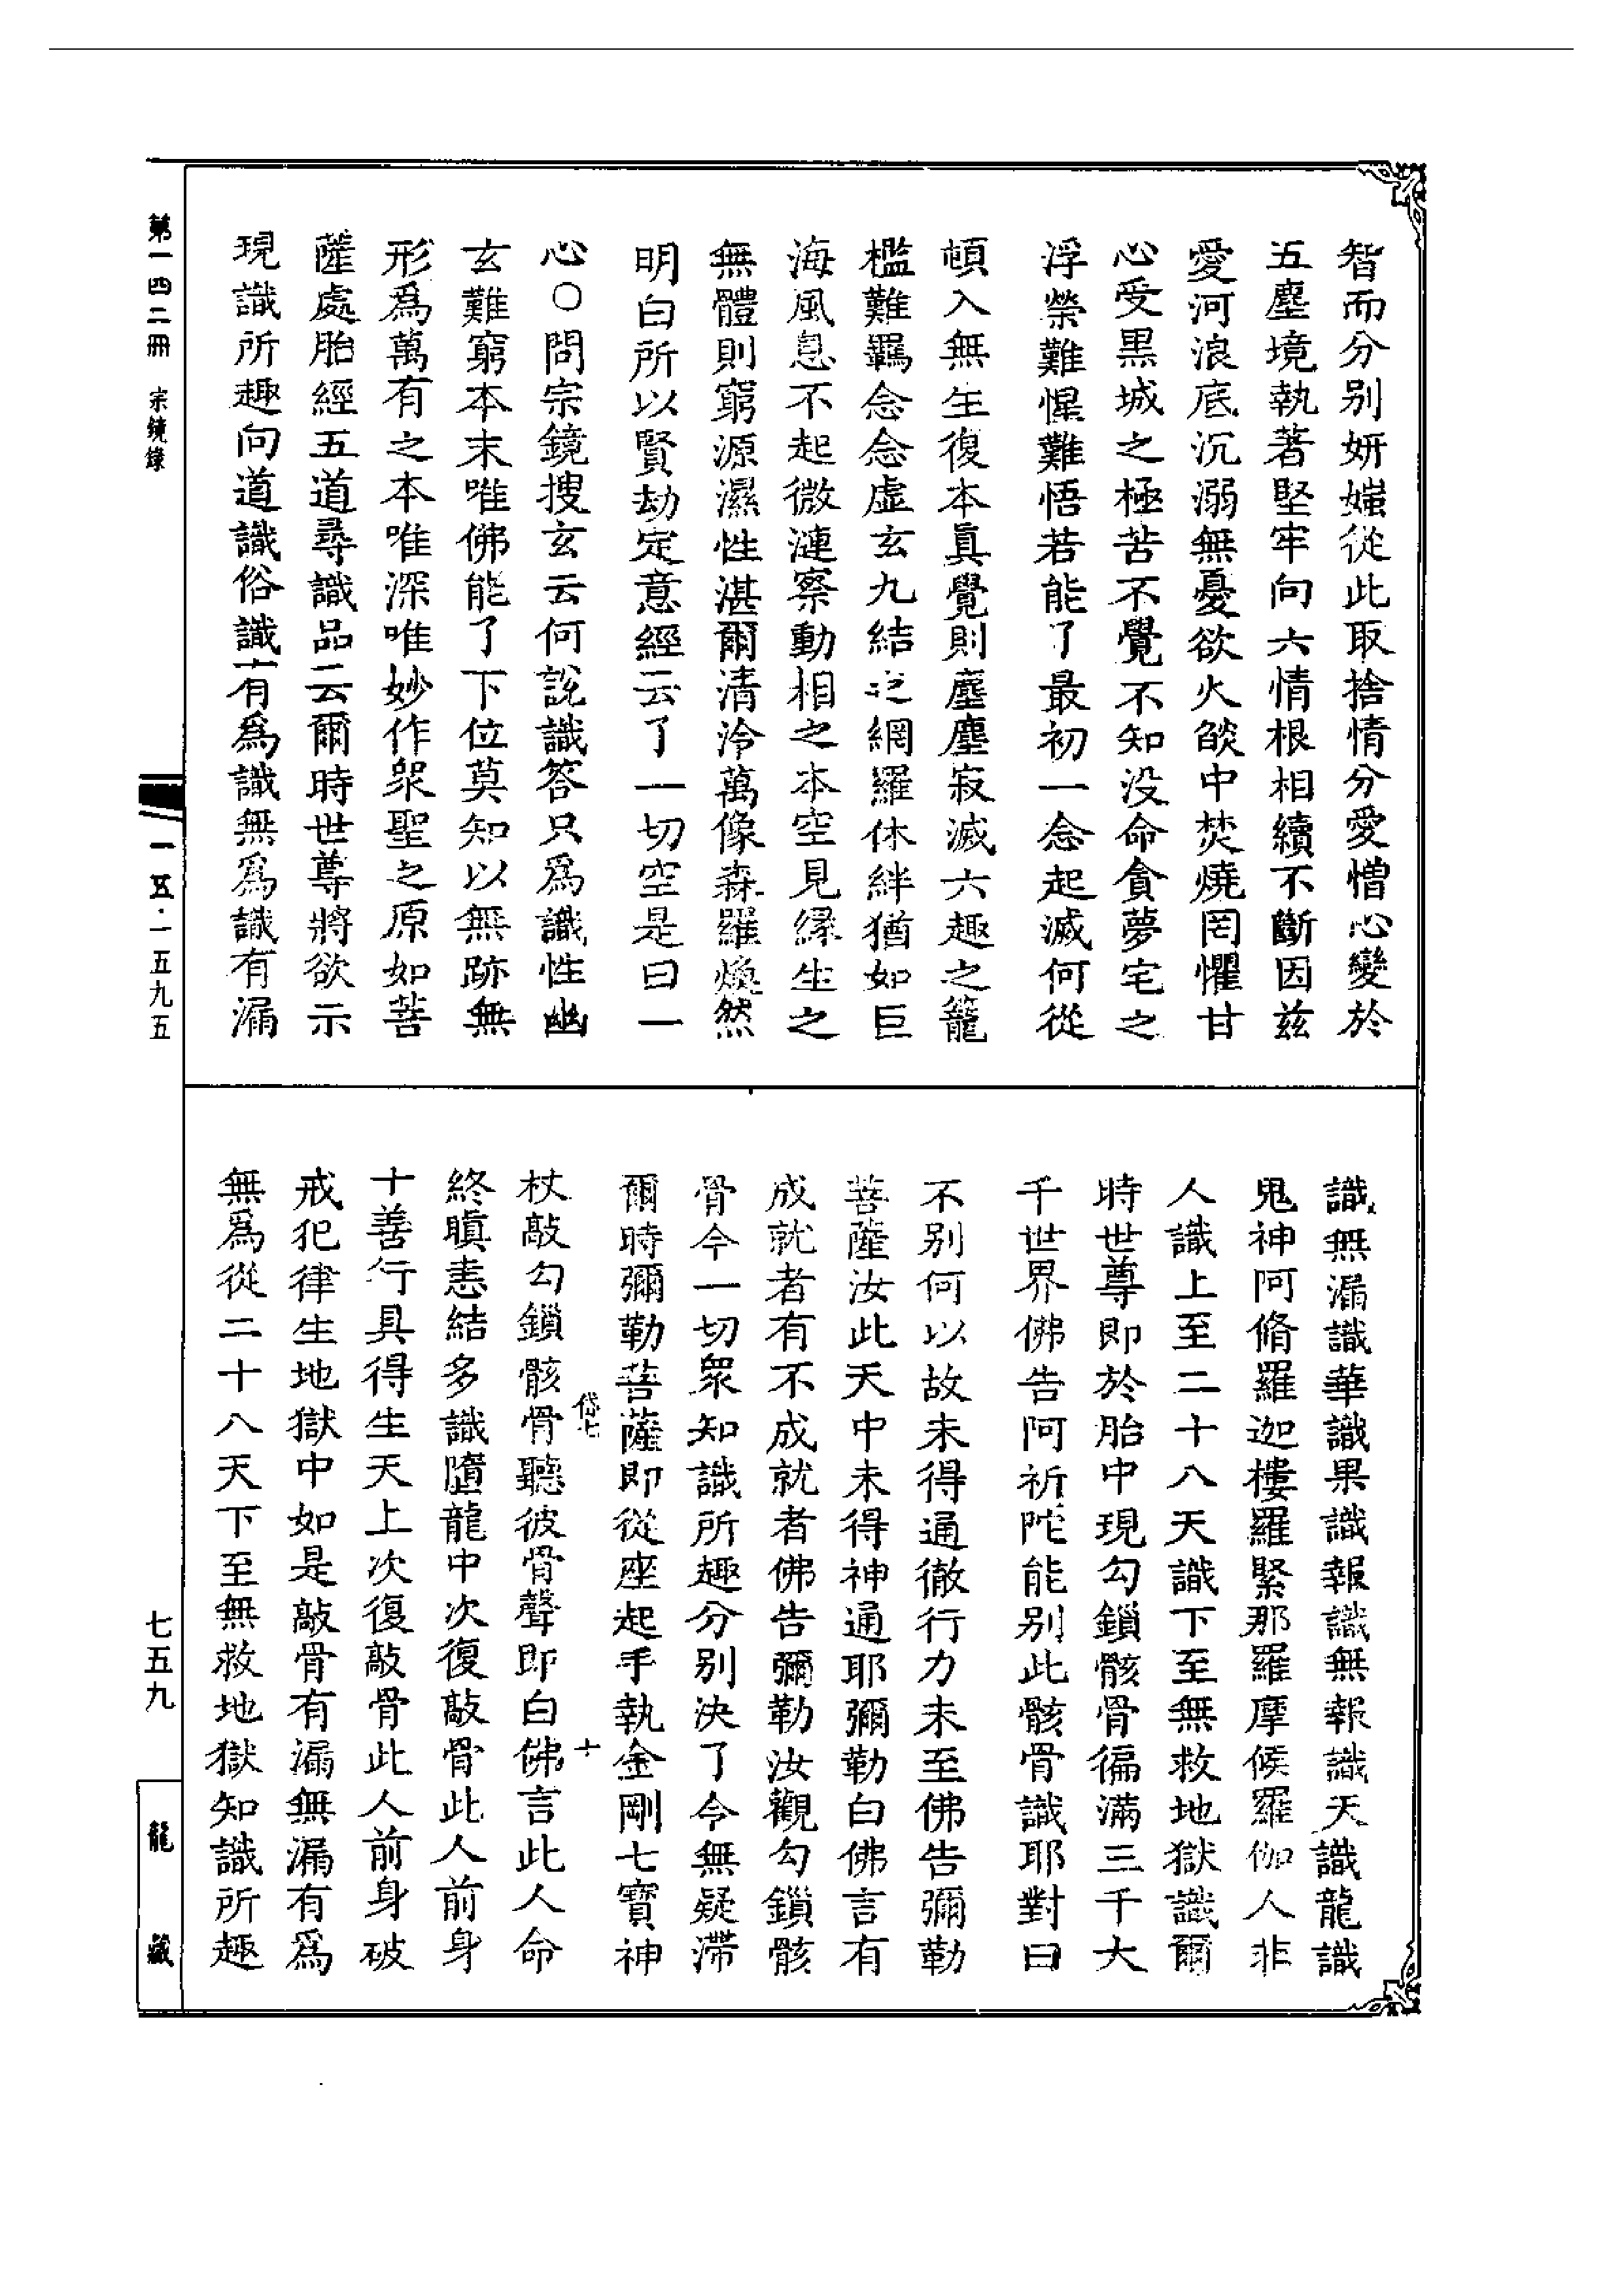 智而分別妍媸從此取捨情分愛憎心變於
五塵境執著堅牢向六情根相續不斷因茲
愛河浪底沉溺無憂欲火燄中焚燒罔懼甘
心受黑城之極苦不覺不知没命貪夢宅之
浮榮難惺難悟若能了最初一念起滅何從
頓入無生復本真覺則塵塵寂滅六趣之籠
檻難羈念念虛玄九結之網羅休絆猶如巨
海風息不起微漣察動相之本空見緣生之
無體則窮源濕性湛爾清泠萬像森羅煥然
明白所以賢劫定意經云了一切空是曰一
心○問宗鏡搜玄云何說識答只為識性幽
玄難窮本末唯佛能了下位莫知以無跡無
形為萬有之本唯深唯妙作眾聖之原如菩
薩處胎經五道尋識品云爾時世尊將欲示
現識所趣向道識俗識有為識無為識有漏
識無漏識華識果識報識無報識天識龍識
鬼神阿脩羅迦樓羅緊那羅摩㬋羅伽人非
人識上至二十八天識下至無救地獄識爾
時世尊即於胎中現勾鎖骸骨徧滿三千大
千世界佛告阿祈陀能別此骸骨識耶對曰
不別何以故未得通徹行力未至佛告彌勒
菩薩汝此天中未得神通耶彌勒白佛言有
成就者有不成就者佛告彌勒汝觀勾鎖骸
骨今一切眾知識所趣分別決了今無疑滯
爾時彌勒菩薩即從座起手執金剛七寶神
杖敲勾鎖骸骨聽彼骨聲即白佛言此人命
終瞋恚結多識墮龍中次復敲骨此人前身
十善行具得生天上次復敲骨此人前身破
戒犯律生地獄中如是敲骨有漏無漏有為
無為從二十八天下至無救地獄知識所趣
岱七
十
第一四二冊 宗鏡錄
一五·一五九五
七五九
龍藏